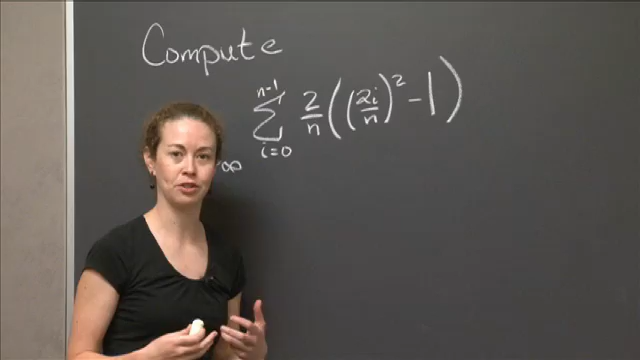 Compute
n-1
∑ 2/n((2i/n)² - 1)
i=0
∞